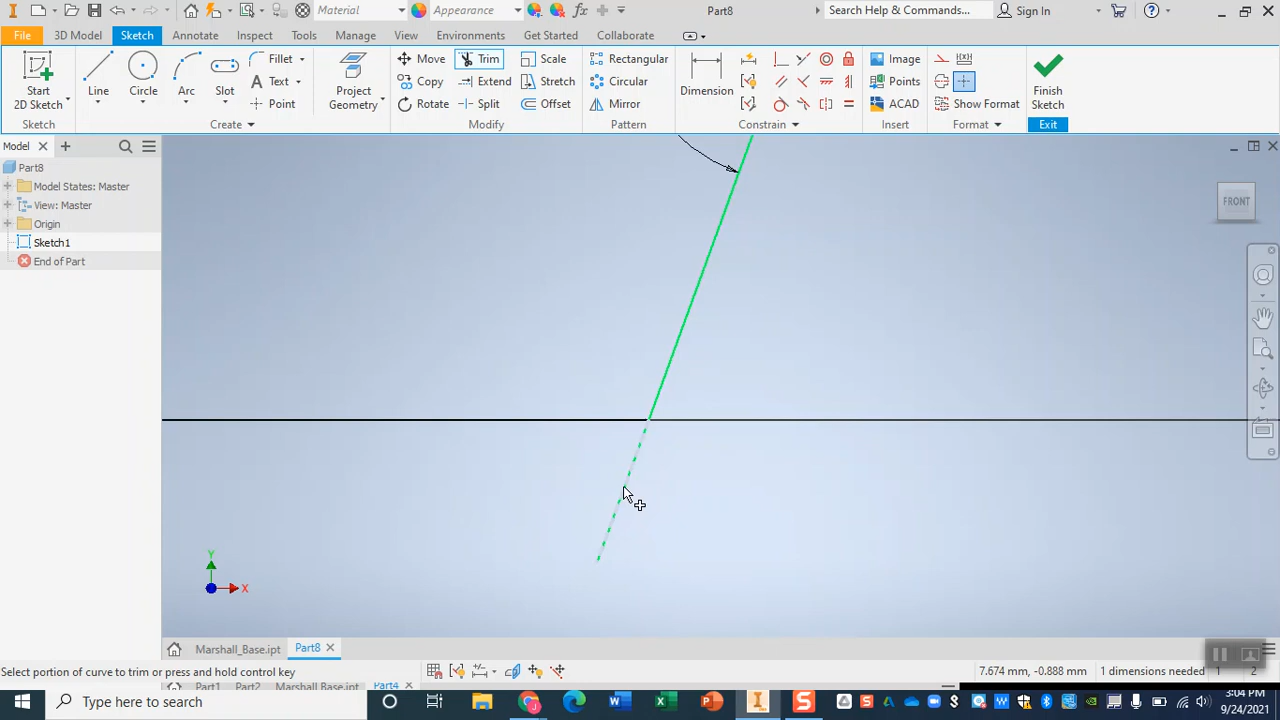 Material
Appearance
Part8
Search Help & Commands...
Sign In
File
3D Model
Sketch
Annotate
Inspect
Tools
Manage
View
Environments
Get Started
Collaborate
Start
2D Sketch
Line
Circle
Arc
Slot
Fillet
Text
Point
Project
Geometry
Move
Copy
Rotate
Trim
Extend
Split
Scale
Stretch
Offset
Rectangular
Circular
Mirror
Dimension
Image
Points
ACAD
Show Format
Finish
Sketch
Sketch
Create
Modify
Pattern
Constrain
Insert
Format
Exit
Model
Part8
Model States: Master
View: Master
Origin
Sketch1
End of Part
FRONT
Y
X
Marshall_Base.ipt
Part8
Select portion of curve to trim or press and hold control key
7.674 mm, -0.888 mm
1 dimensions needed
1
2
Part1
Part2
Marshall_Base.ipt
Part4
Type here to search
3:04 PM
9/24/2021